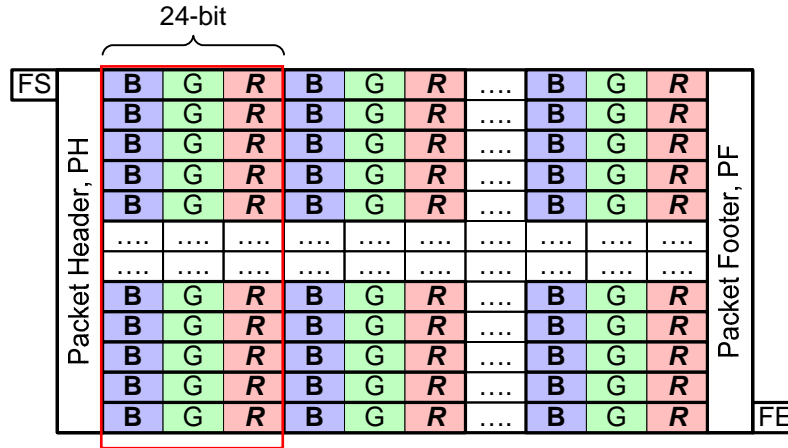 24-bit
FS
Packet Header, PH
B G R B G R .... B G R
B G R B G R .... B G R
B G R B G R .... B G R
B G R B G R .... B G R
B G R B G R .... B G R
.... .... .... .... .... .... .... .... .... ....
.... .... .... .... .... .... .... .... .... ....
B G R B G R .... B G R
B G R B G R .... B G R
B G R B G R .... B G R
B G R B G R .... B G R
B G R B G R .... B G R
Packet Footer, PF
FE